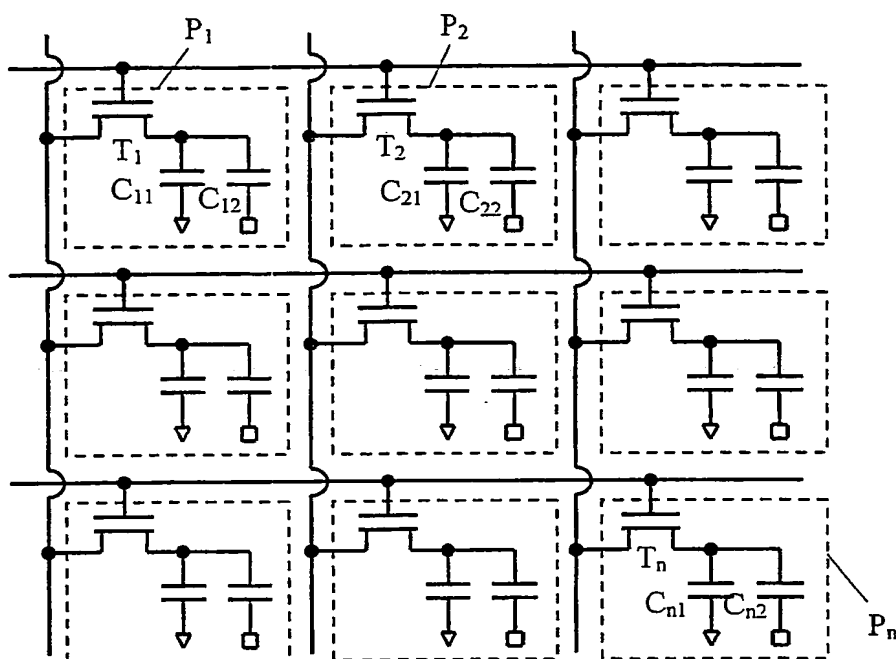 P₁
P₂
T₁
C₁₁
C₁₂
T₂
C₂₁
C₂₂
Tₙ
Cₙ₁
Cₙ₂
Pₙ